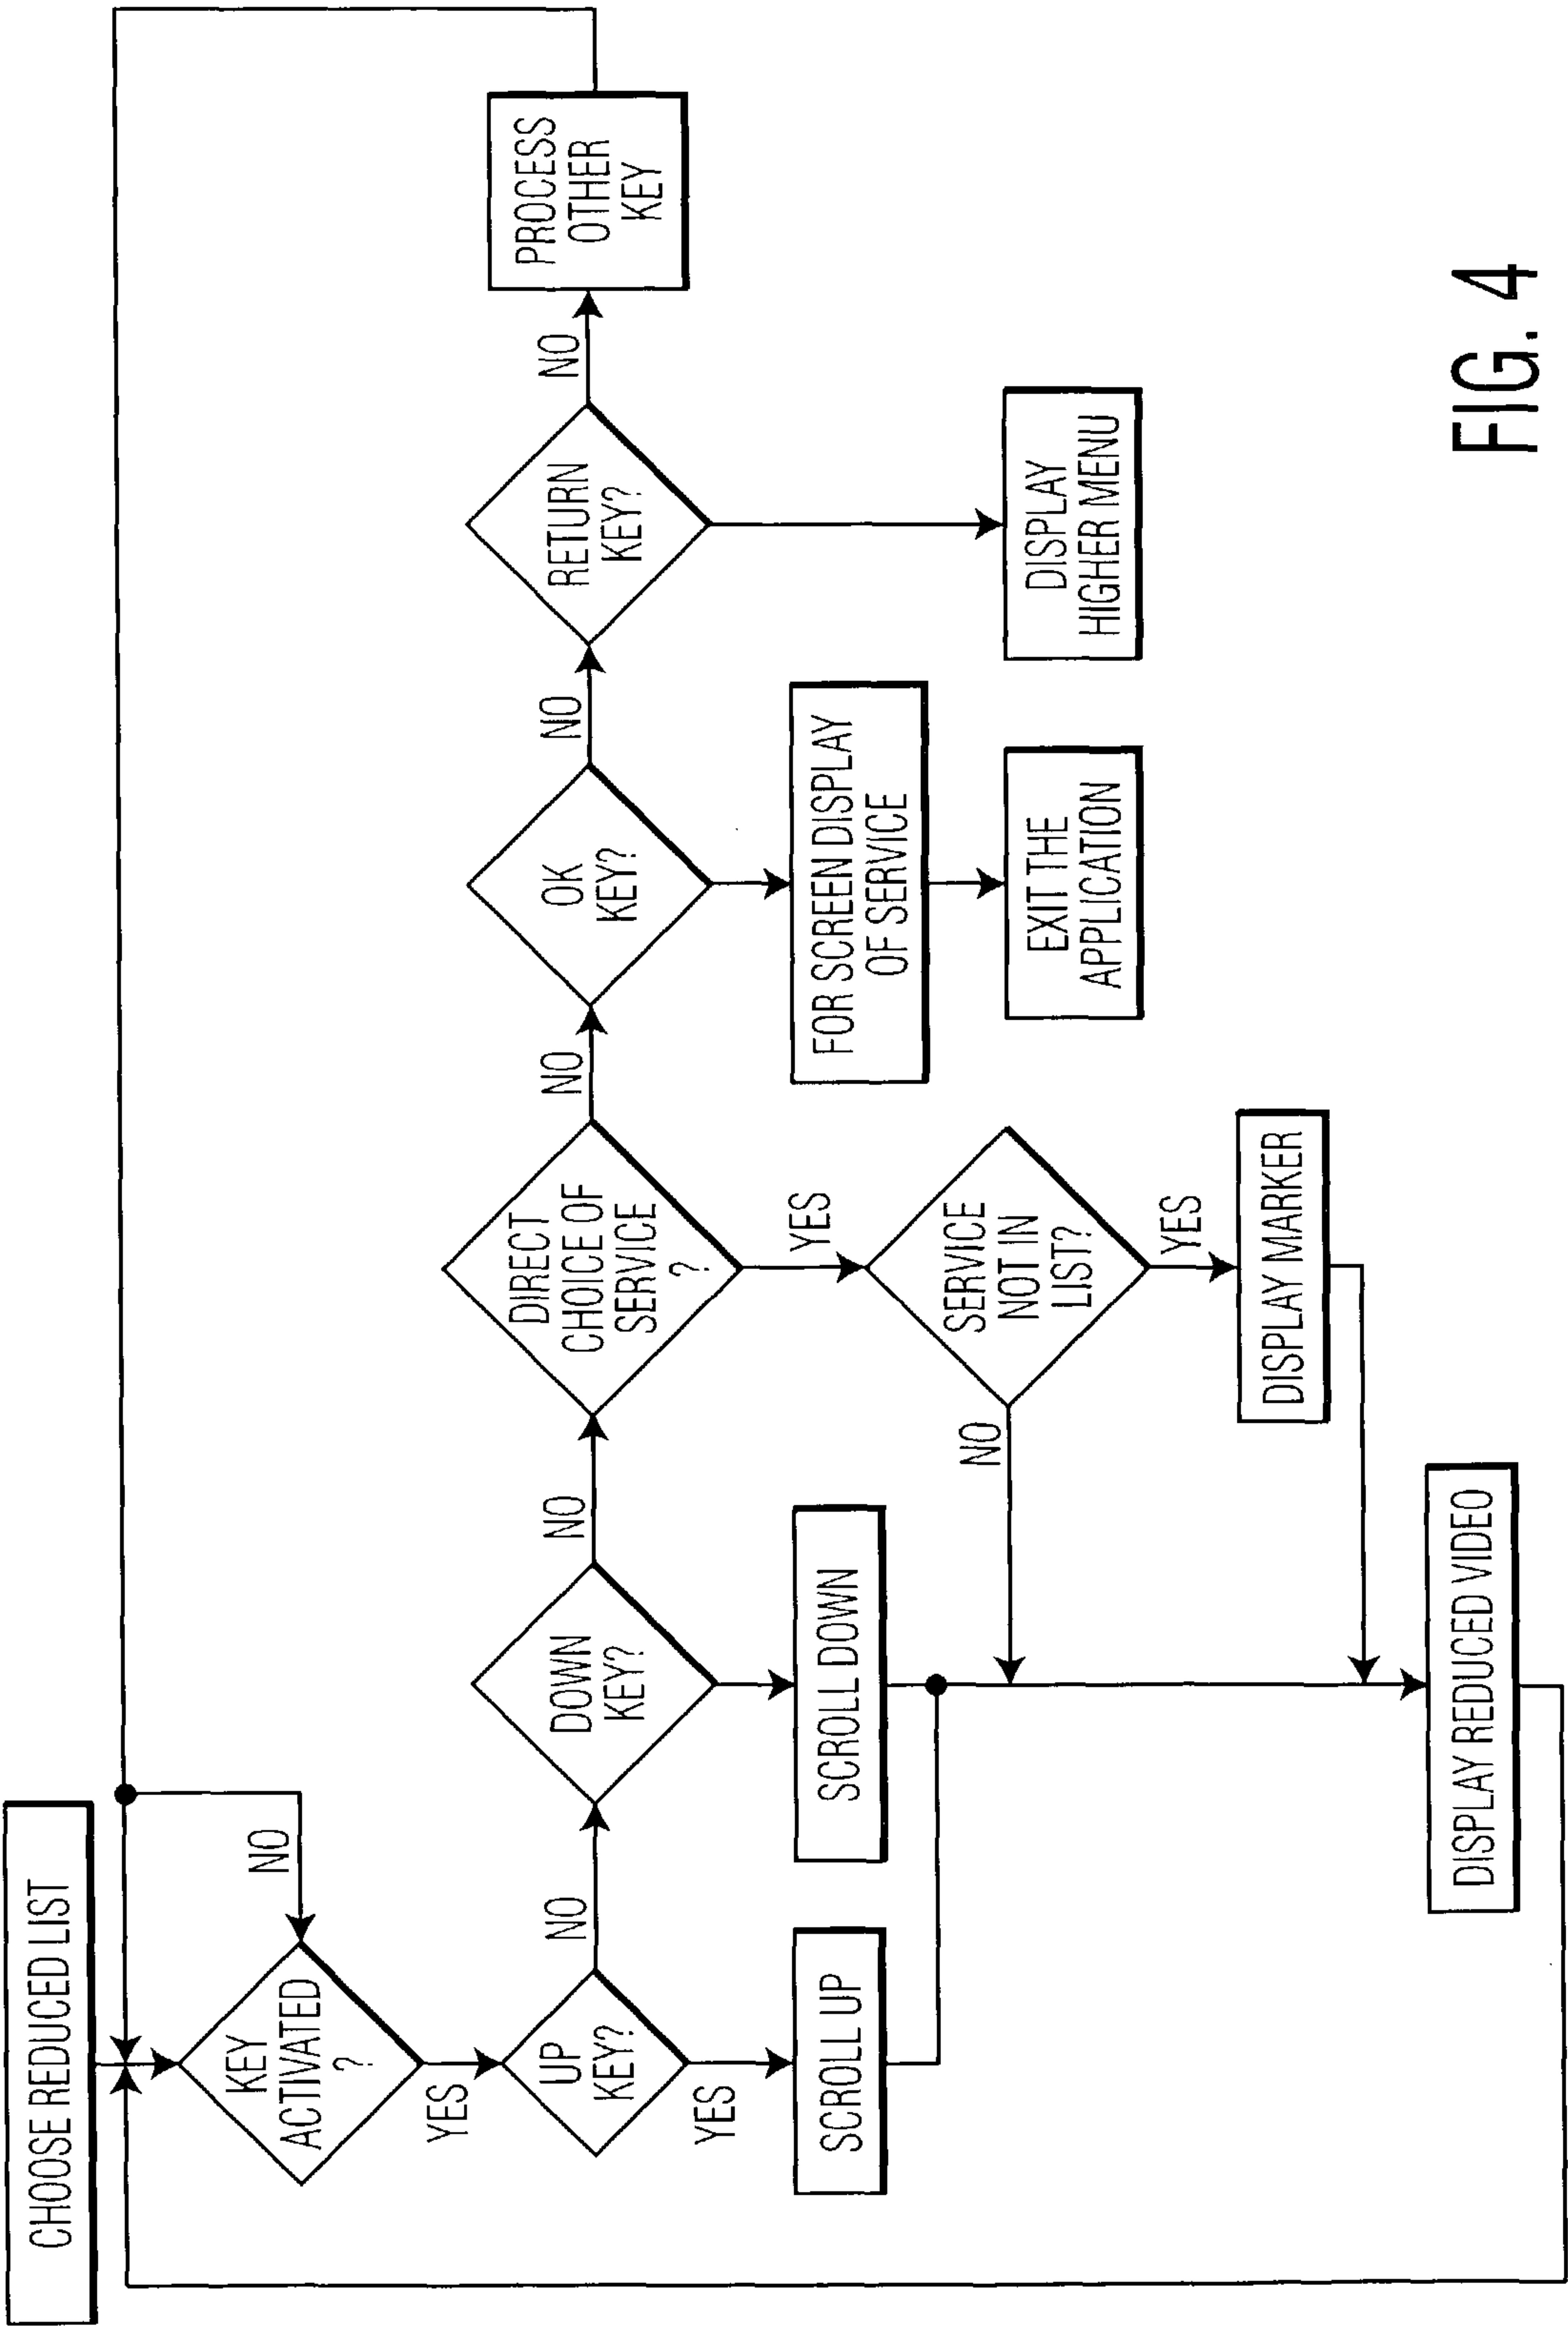 CHOOSE REDUCED LIST
KEY
ACTIVATED
?
NO
YES
UP
KEY?
NO
YES
SCROLL UP
DOWN
KEY?
NO
SCROLL DOWN
DIRECT
CHOICE OF
SERVICE
?
NO
YES
SERVICE
NOT IN
LIST?
NO
YES
DISPLAY MARKER
DISPLAY REDUCED VIDEO
OK
KEY?
NO
FOR SCREEN DISPLAY
OF SERVICE
EXIT THE
APPLICATION
RETURN
KEY?
NO
DISPLAY
HIGHER MENU
PROCESS
OTHER
KEY
FIG. 4